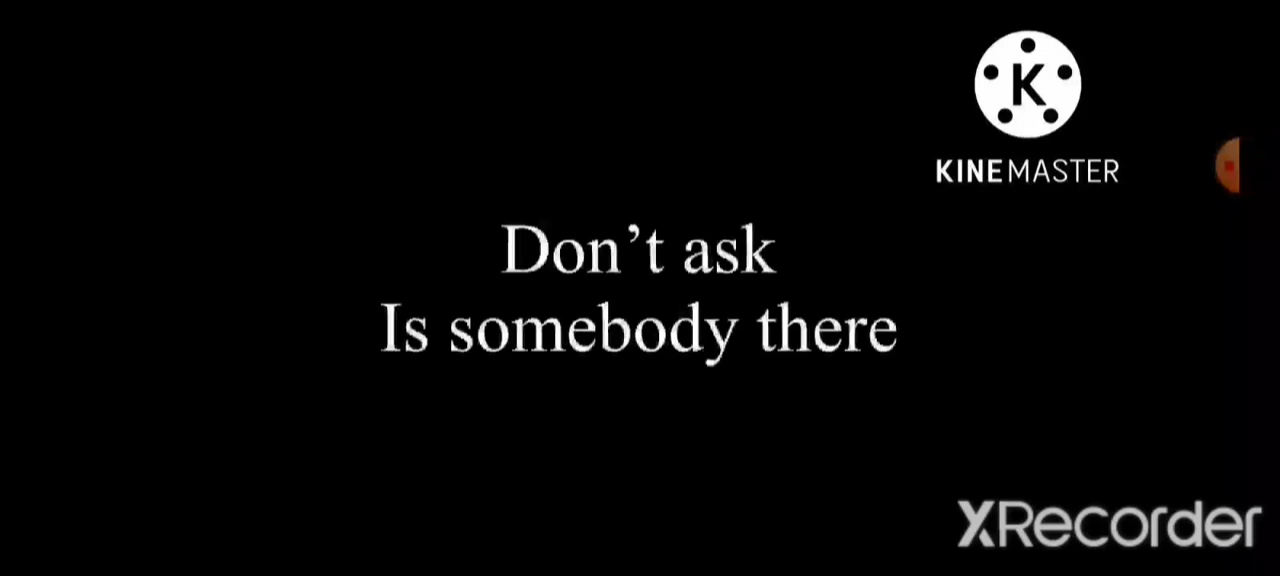 K
KINEMASTER
Don’t ask
Is somebody there
XRecorder